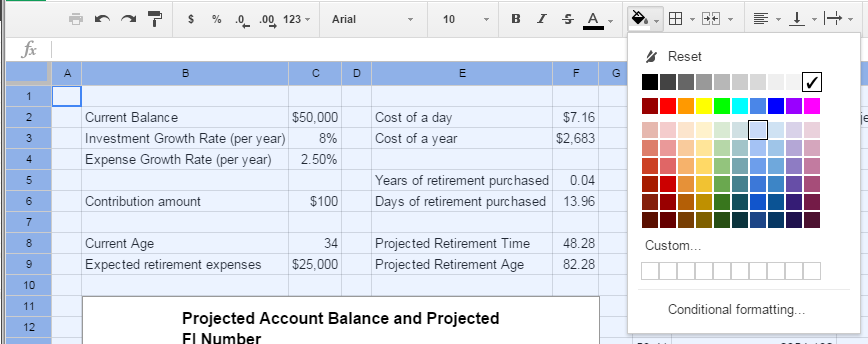 $ % .0 .00 123 Arial 10 B I S A
fx
A B C D E F G
1
2 Current Balance $50,000 Cost of a day $7.16
3 Investment Growth Rate (per year) 8% Cost of a year $2,683
4 Expense Growth Rate (per year) 2.50%
5 Years of retirement purchased 0.04
6 Contribution amount $100 Days of retirement purchased 13.96
7
8 Current Age 34 Projected Retirement Time 48.28
9 Expected retirement expenses $25,000 Projected Retirement Age 82.28
10
11 Projected Account Balance and Projected
12 FI Number
Reset
Custom...
Conditional formatting...